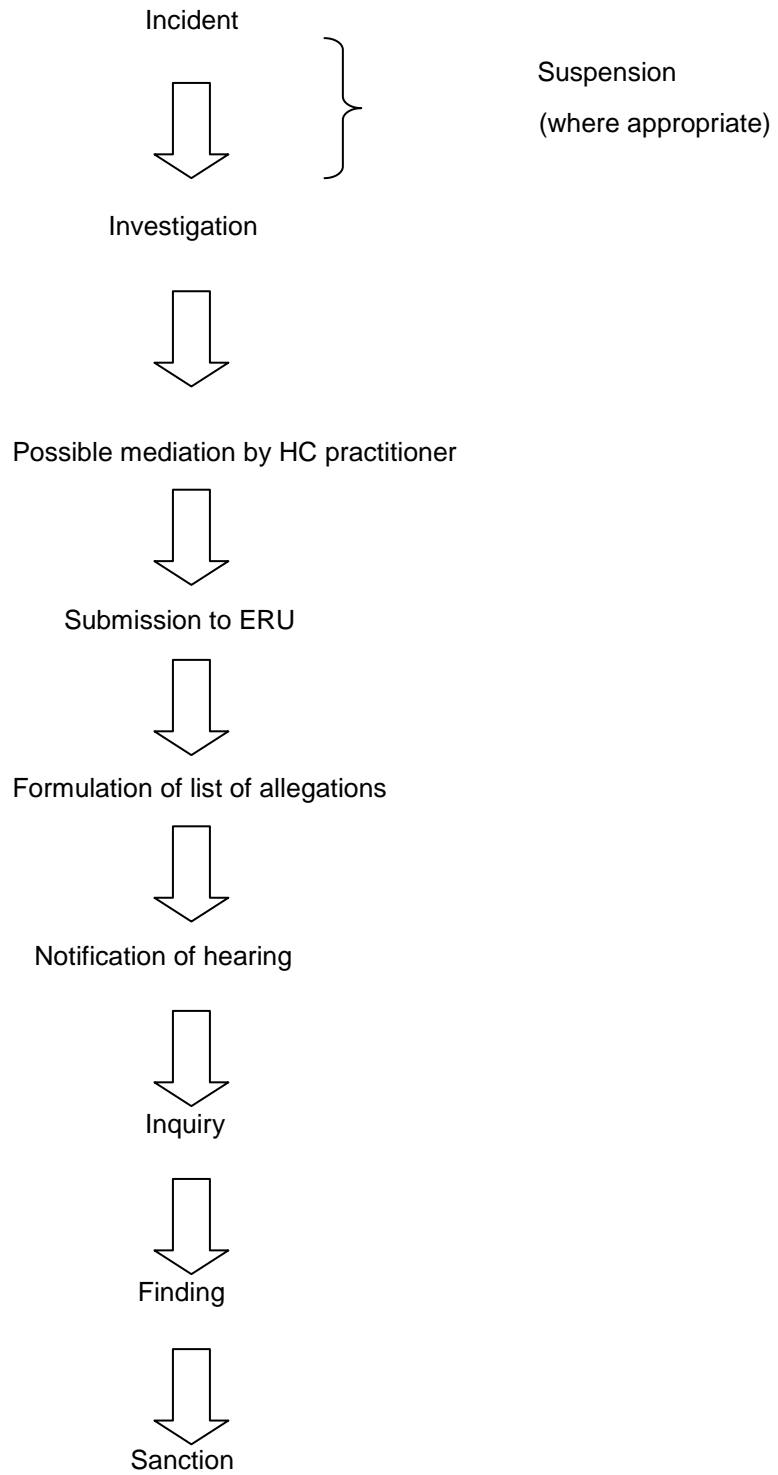 Incident
Suspension
(where appropriate)
Investigation
Possible mediation by HC practitioner
Submission to ERU
Formulation of list of allegations
Notification of hearing
Inquiry
Finding
Sanction